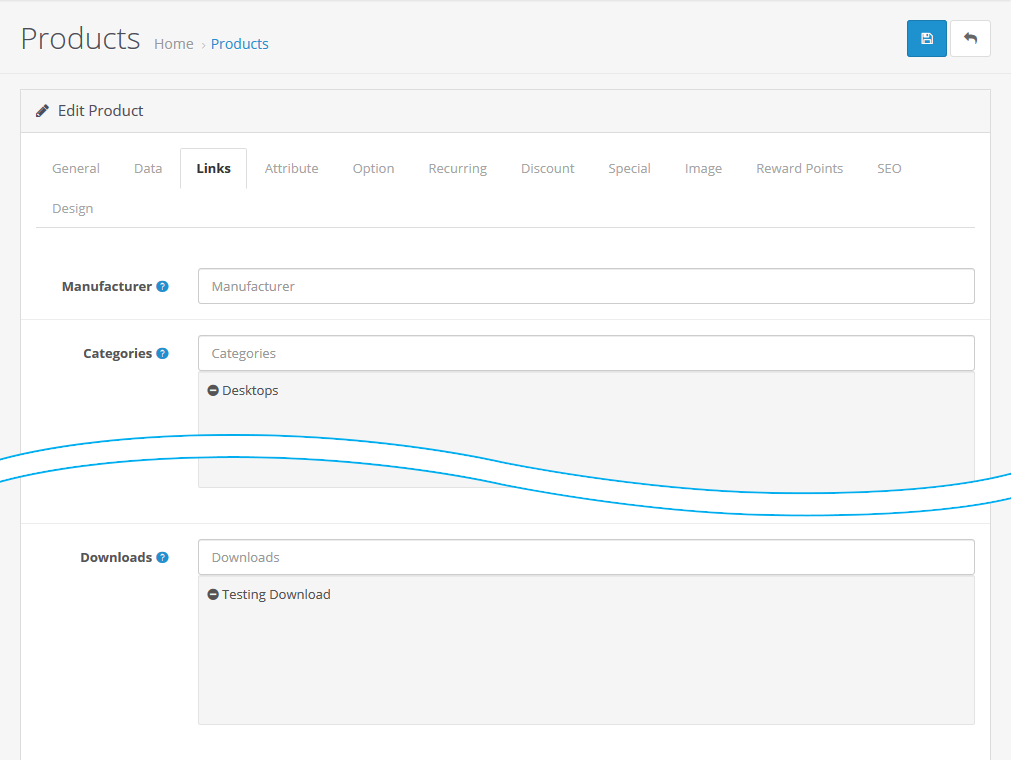 Products Home › Products
Edit Product
General Data Links Attribute Option Recurring Discount Special Image Reward Points SEO
Design
Manufacturer ? Manufacturer
Categories ? Categories
Desktops
Downloads ? Downloads
Testing Download